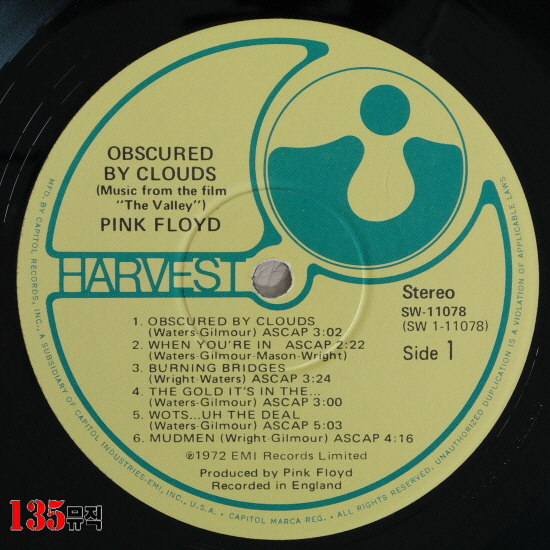 OBSCURED
BY CLOUDS
(Music from the film
"The Valley")
PINK FLOYD
HARVEST
Stereo
SW-11078
(SW 1-11078)
Side 1
1. OBSCURED BY CLOUDS
(Waters-Gilmour) ASCAP 3:02
2. WHEN YOU'RE IN ASCAP 2:22
(Waters-Gilmour-Mason-Wright)
3. BURNING BRIDGES
(Wright-Waters) ASCAP 3:24
4. THE GOLD IT'S IN THE...
(Waters-Gilmour) ASCAP 3:00
5. WOTS...UH THE DEAL
(Waters-Gilmour) ASCAP 5:03
6. MUDMEN (Wright-Gilmour) ASCAP 4:16
℗1972 EMI Records Limited
Produced by Pink Floyd
Recorded in England
MFD. BY CAPITOL RECORDS, INC., A SUBSIDIARY OF CAPITOL INDUSTRIES-EMI, INC., U.S.A. • CAPITOL MARCA REG. • ALL RIGHTS RESERVED. UNAUTHORIZED DUPLICATION IS A VIOLATION OF APPLICABLE LAWS
135뮤직